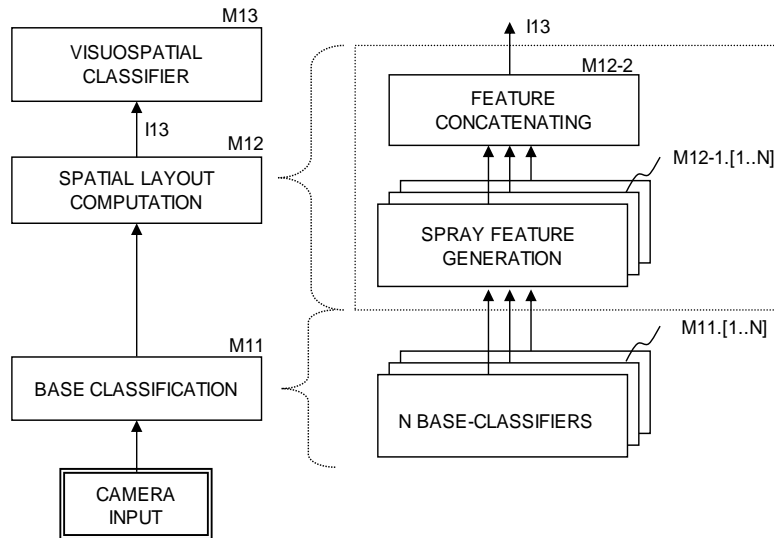 M13
VISUOSPATIAL
CLASSIFIER
I13
M12
SPATIAL LAYOUT
COMPUTATION
M11
BASE CLASSIFICATION
CAMERA
INPUT
I13
M12-2
FEATURE
CONCATENATING
M12-1.[1..N]
SPRAY FEATURE
GENERATION
M11.[1..N]
N BASE-CLASSIFIERS